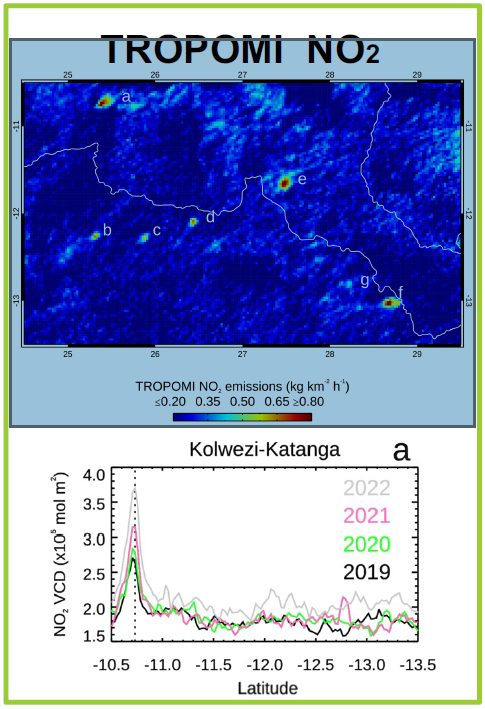 TROPOMI NO2
25 26 27 28 29
-11 -11
-12 -12
-13 -13
a
e
d
b c
g
f
25 26 27 28 29
TROPOMI NO2 emissions (kg km-2 h-1)
≤0.20 0.35 0.50 0.65 ≥0.80
Kolwezi-Katanga a
NO2 VCD (x105 mol m2)
4.0
3.5
3.0
2.5
2.0
1.5
2022
2021
2020
2019
-10.5 -11.0 -11.5 -12.0 -12.5 -13.0 -13.5
Latitude